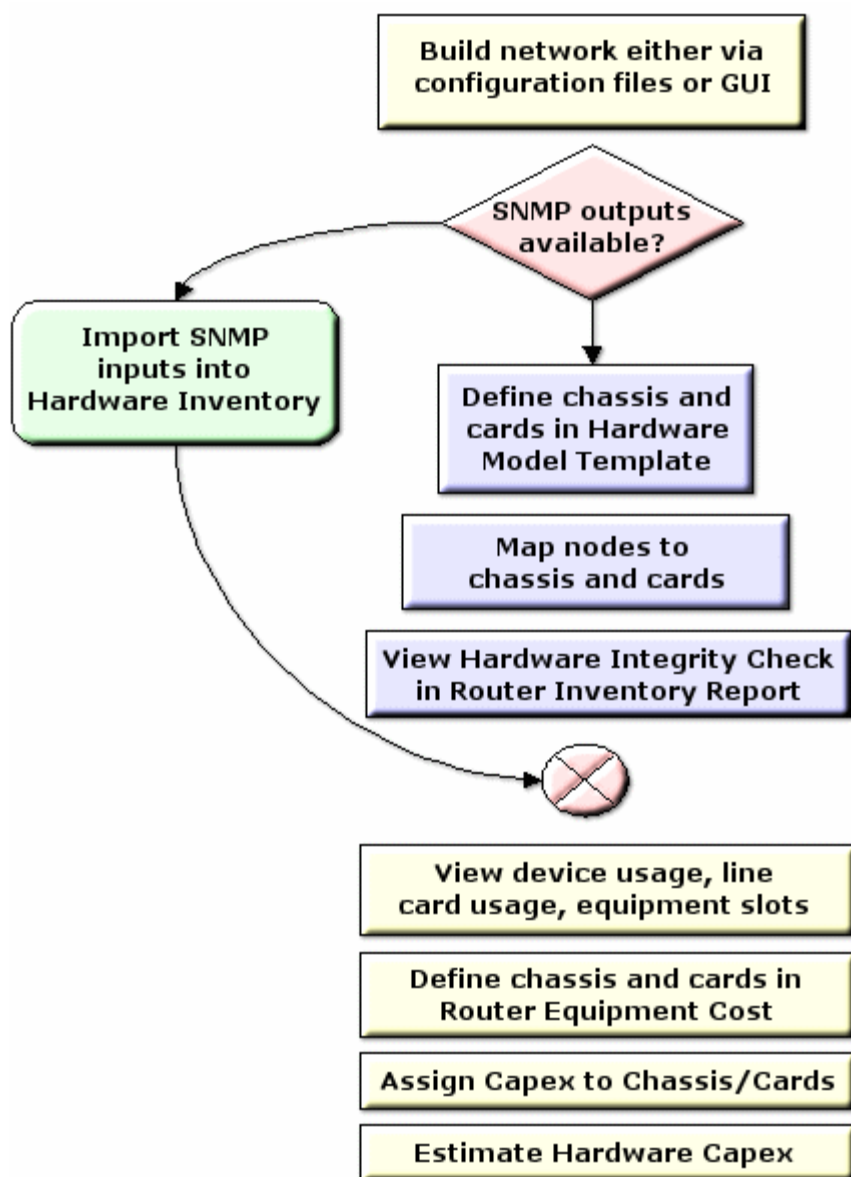 Build network either via
configuration files or GUI
SNMP outputs
available?
Import SNMP
inputs into
Hardware Inventory
Define chassis and
cards in Hardware
Model Template
Map nodes to
chassis and cards
View Hardware Integrity Check
in Router Inventory Report
View device usage, line
card usage, equipment slots
Define chassis and cards in
Router Equipment Cost
Assign Capex to Chassis/Cards
Estimate Hardware Capex